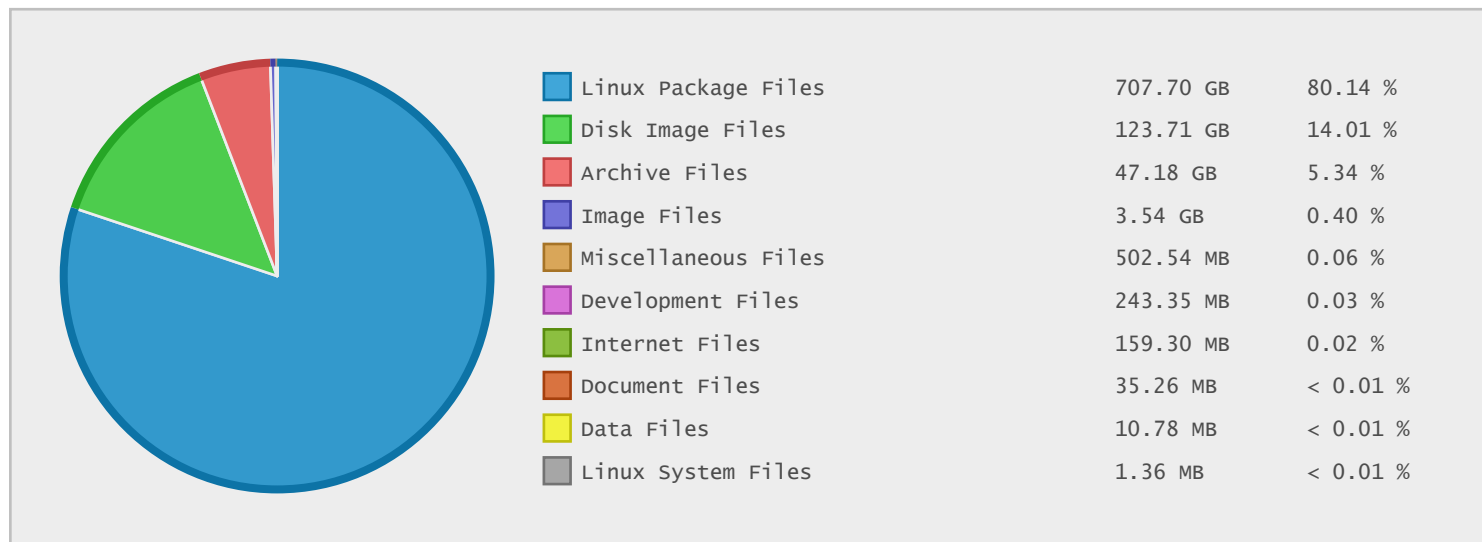 Linux Package Files 707.70 GB 80.14 %
Disk Image Files 123.71 GB 14.01 %
Archive Files 47.18 GB 5.34 %
Image Files 3.54 GB 0.40 %
Miscellaneous Files 502.54 MB 0.06 %
Development Files 243.35 MB 0.03 %
Internet Files 159.30 MB 0.02 %
Document Files 35.26 MB < 0.01 %
Data Files 10.78 MB < 0.01 %
Linux System Files 1.36 MB < 0.01 %